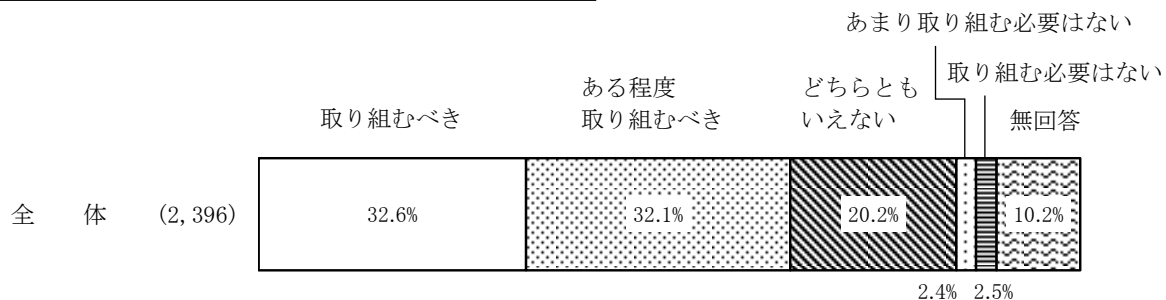 あまり取り組む必要はない
取り組む必要はない
ある程度
取り組むべき
どちらとも
いえない
取り組むべき
無回答
全 体 (2,396)
32.6%
32.1%
20.2%
10.2%
2.4%
2.5%